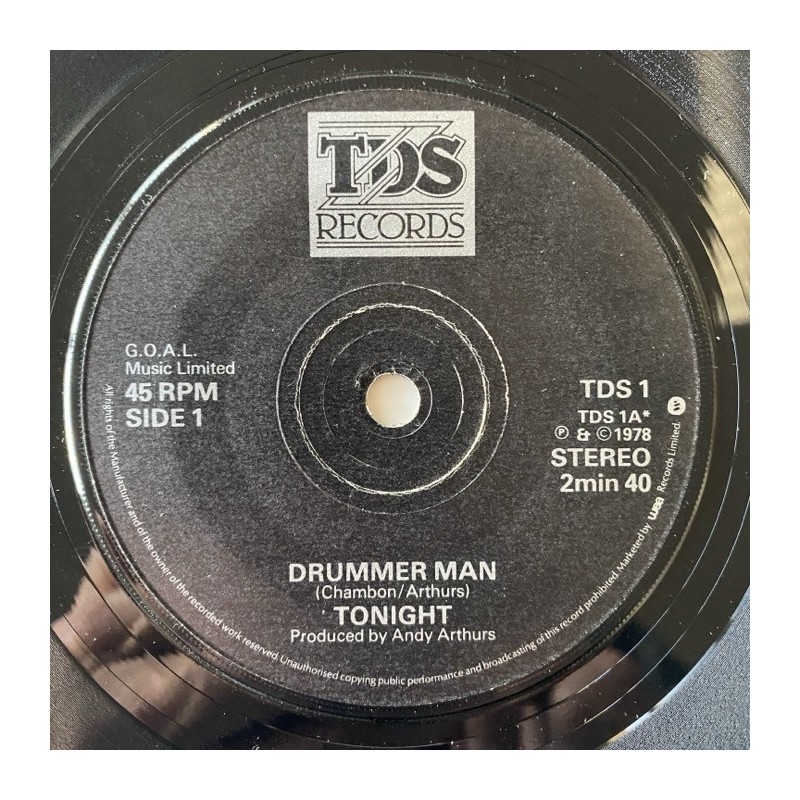 TDS
RECORDS
G.O.A.L.
Music Limited
45 RPM
SIDE 1
TDS 1
TDS 1A*
Ⓟ & © 1978
STEREO
2min 40
DRUMMER MAN
(Chambon/Arthurs)
TONIGHT
Produced by Andy Arthurs
All rights of the Manufacturer and of the owner of the recorded work reserved. Unauthorised copying public performance and broadcasting of this record prohibited. Marketed by wea Records Limited. w